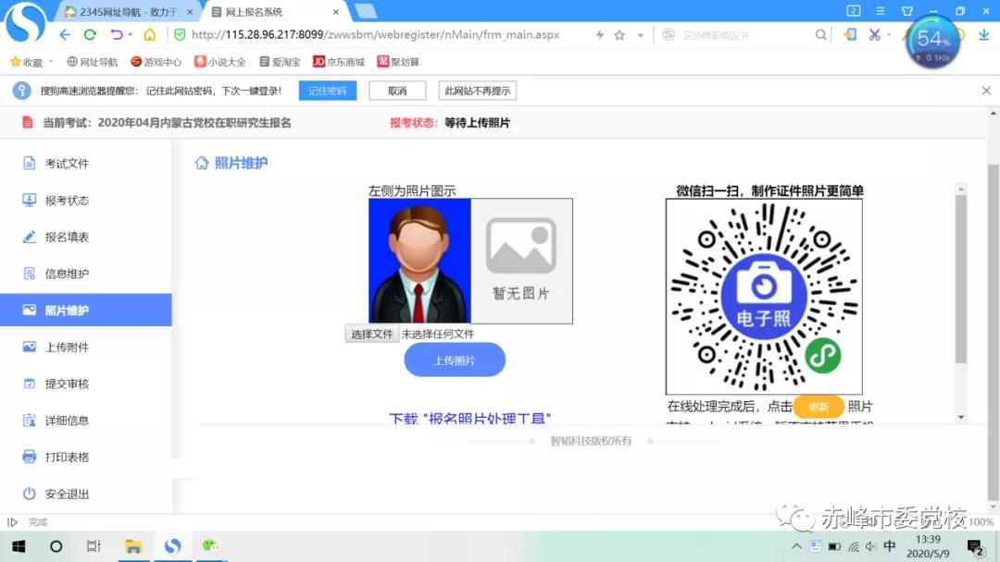 2345网址导航 - 致力于
网上报名系统
2
http://115.28.96.217:8099/zwwsbm/webregister/nMain/frm_main.aspx
足协降薪倡议书
54%
0.1K/s
收藏
网址导航
游戏中心
小说大全
爱淘宝
京东商城
聚划算
搜狗高速浏览器提醒您: 记住此网站密码，下次一键登录!
记住密码
取消
此网站不再提示
当前考试：2020年04月内蒙古党校在职研究生报名
报考状态：等待上传照片
考试文件
报考状态
报名填表
信息维护
照片维护
上传附件
提交审核
详细信息
打印表格
安全退出
照片维护
左侧为照片图示
暂无图片
选择文件 未选择任何文件
上传照片
下载 "报名照片处理工具"
微信扫一扫，制作证件照片更简单
电子照
在线处理完成后，点击 更新 照片
智韬科技版权所有
完成
赤峰市委党校
100%
中
13:39
2020/5/9
2